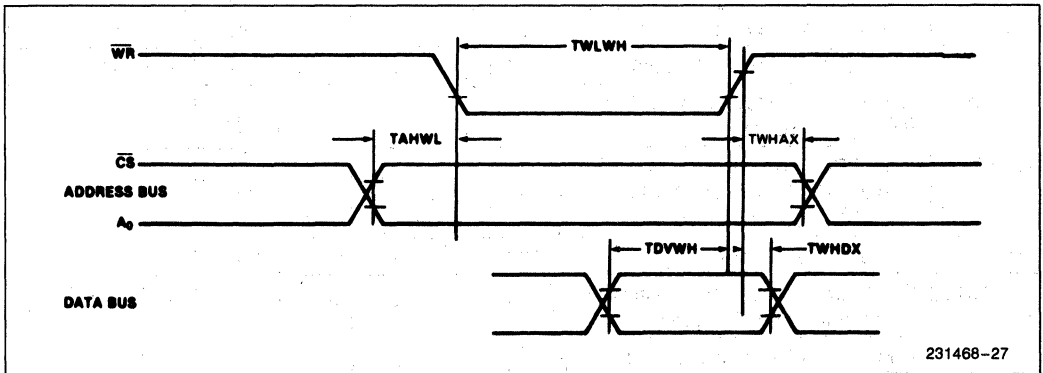 WR
TWLWH
TAHWL
TWHAX
CS
ADDRESS BUS
A0
TDVWH
TWHDX
DATA BUS
231468-27